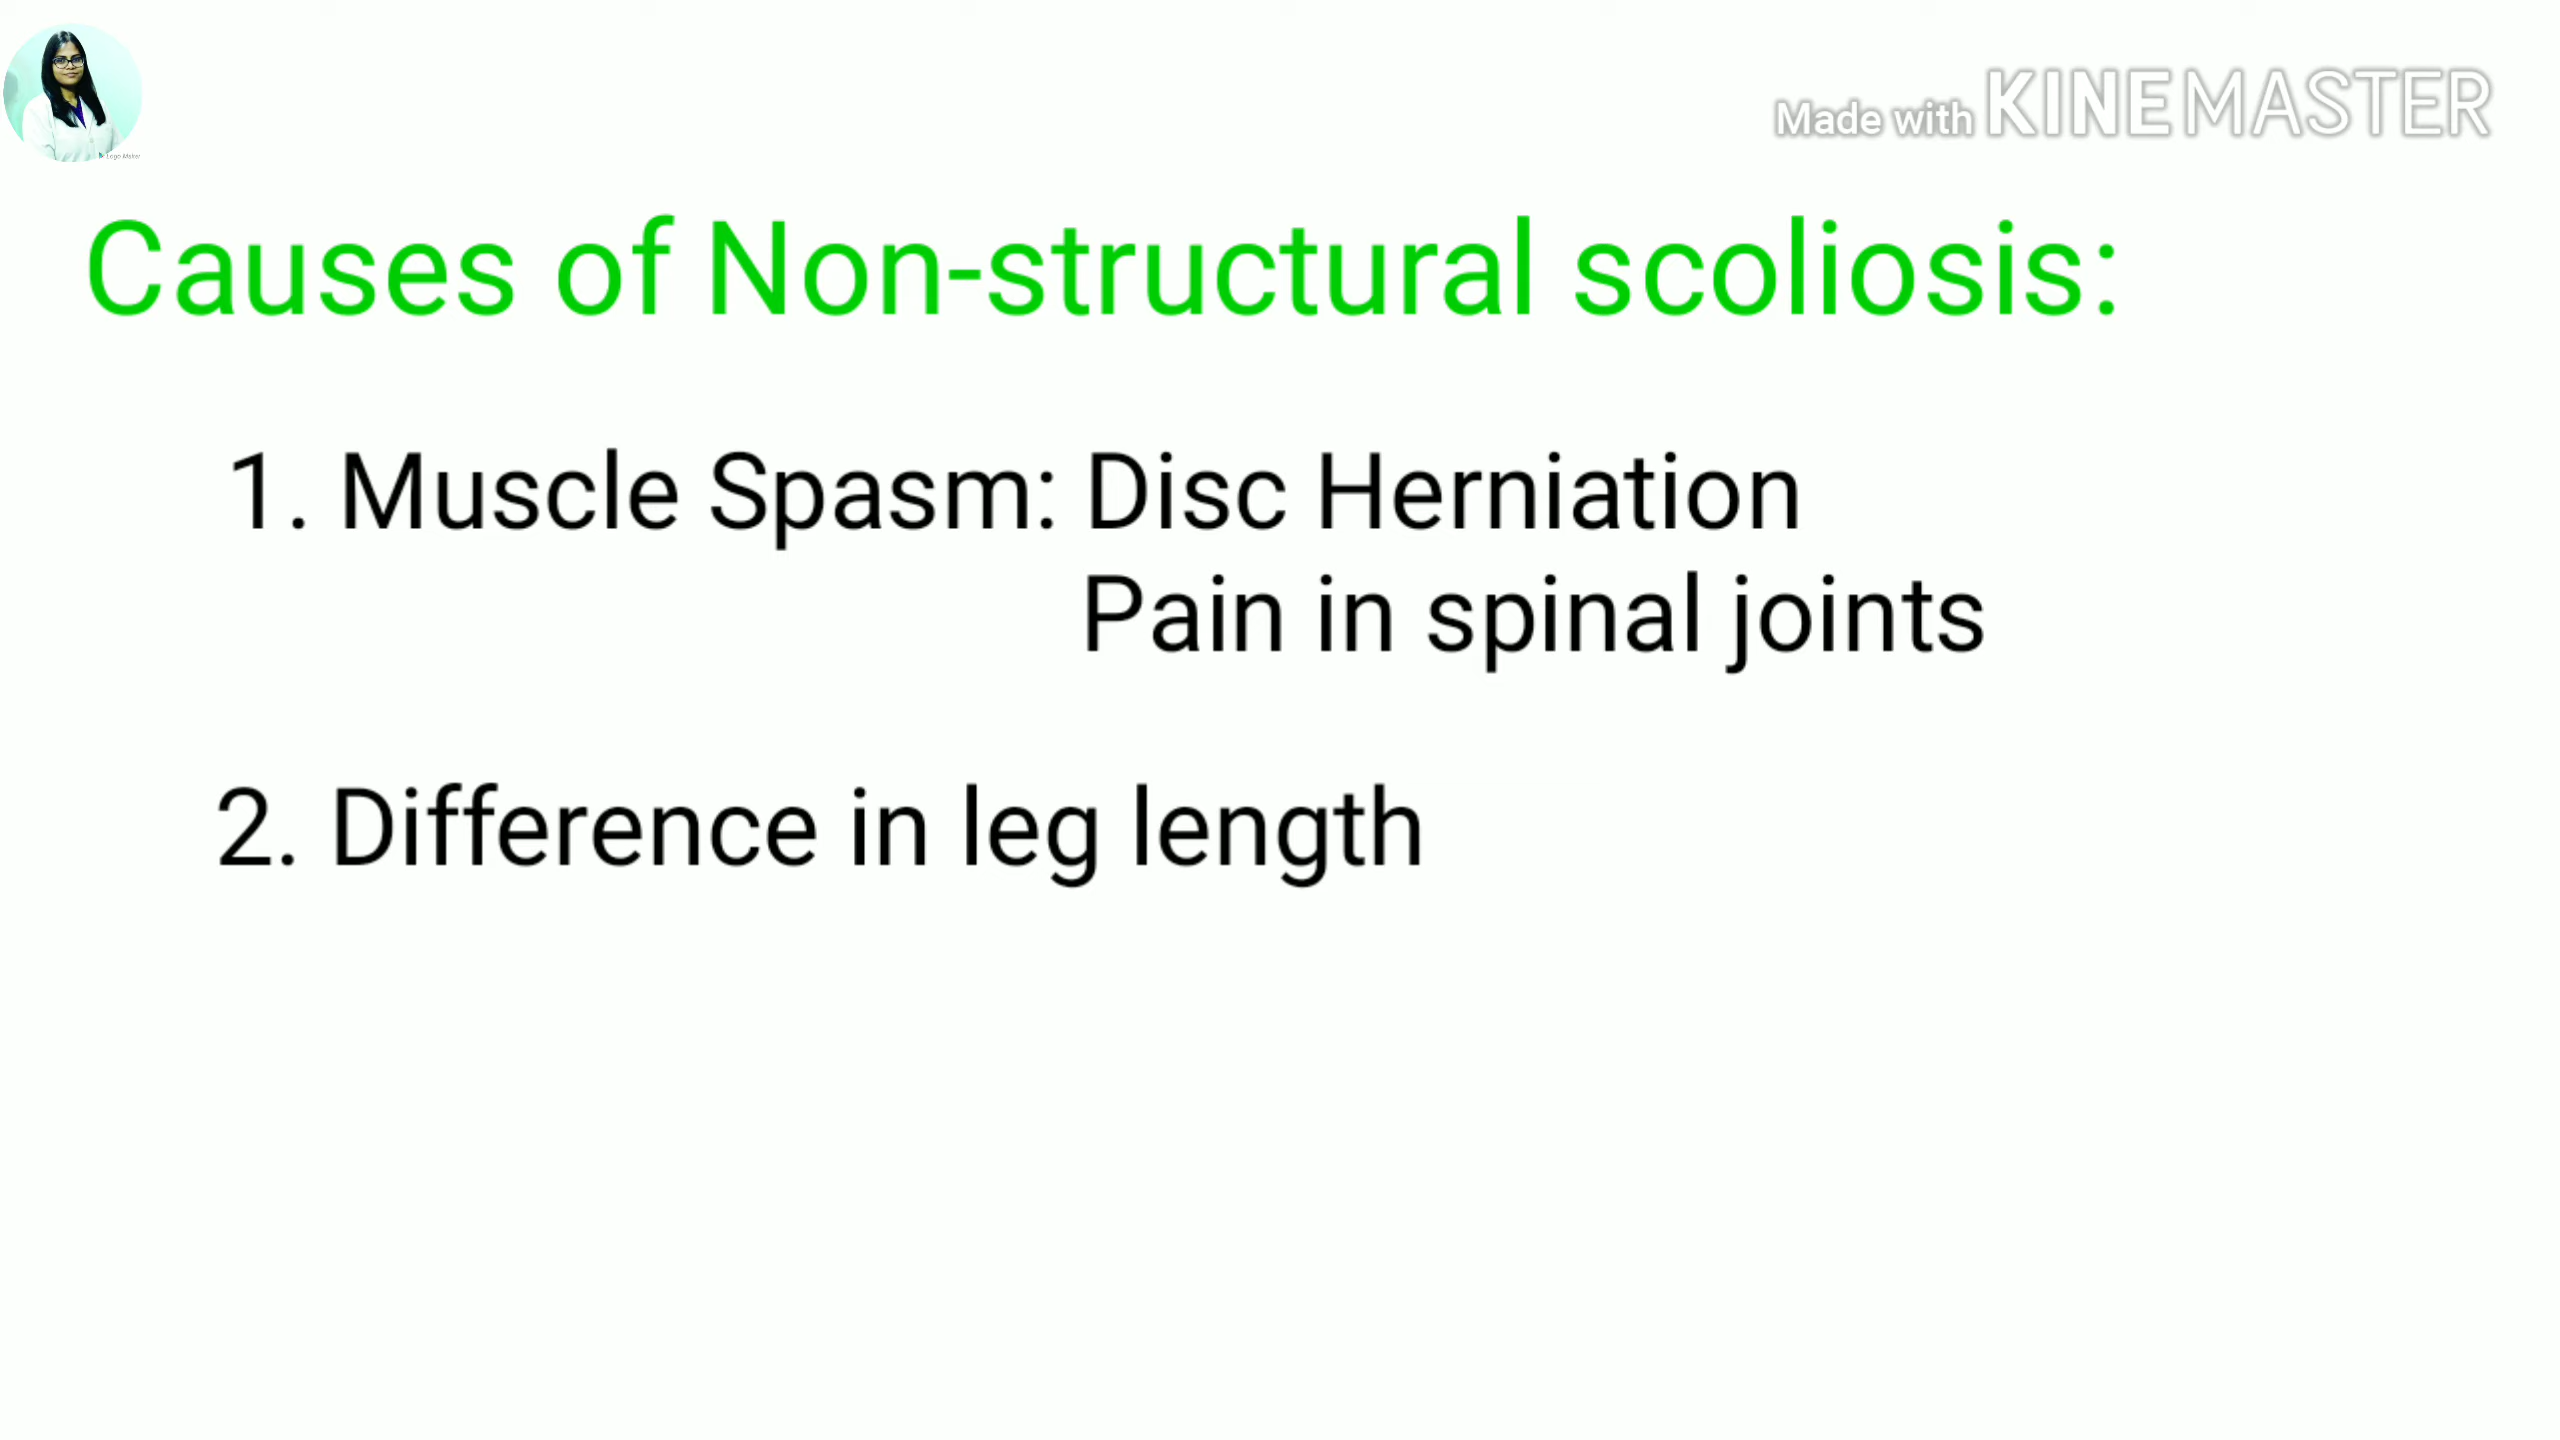 Made with KINEMASTER
Causes of Non-structural scoliosis:
1. Muscle Spasm: Disc Herniation
Pain in spinal joints
2. Difference in leg length